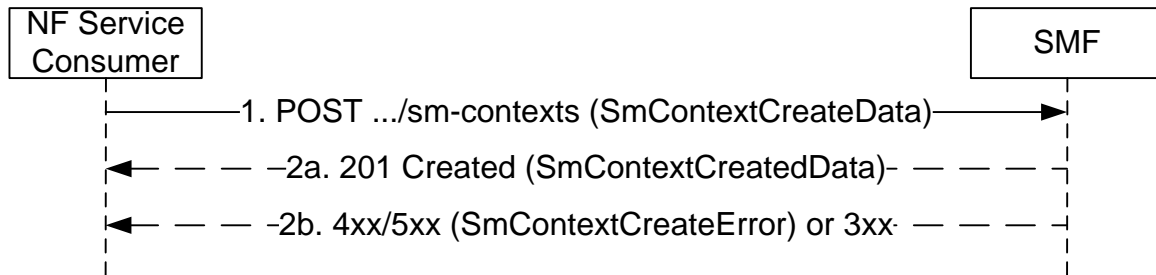 NF Service
Consumer
SMF
1. POST .../sm-contexts (SmContextCreateData)
2a. 201 Created (SmContextCreatedData)
2b. 4xx/5xx (SmContextCreateError) or 3xx